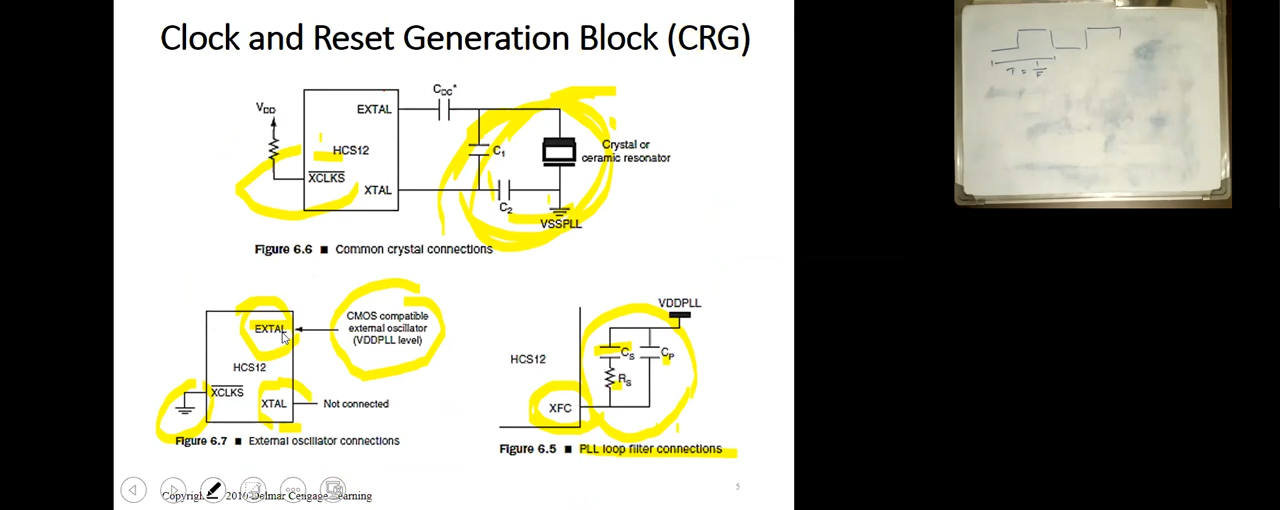 Clock and Reset Generation Block (CRG)
T = 1/F
CDC*
VDD
EXTAL
HCS12
C1
Crystal or
ceramic resonator
XCLKS
XTAL
C2
VSSPLL
Figure 6.6 ■ Common crystal connections
VDDPLL
EXTAL
CMOS compatible
external oscillator
(VDDPLL level)
HCS12
CS
CP
HCS12
RS
XCLKS
XTAL
Not connected
XFC
Figure 6.7 ■ External oscillator connections
Figure 6.5 ■ PLL loop filter connections
5
Copyright 2010 Delmar Cengage Learning